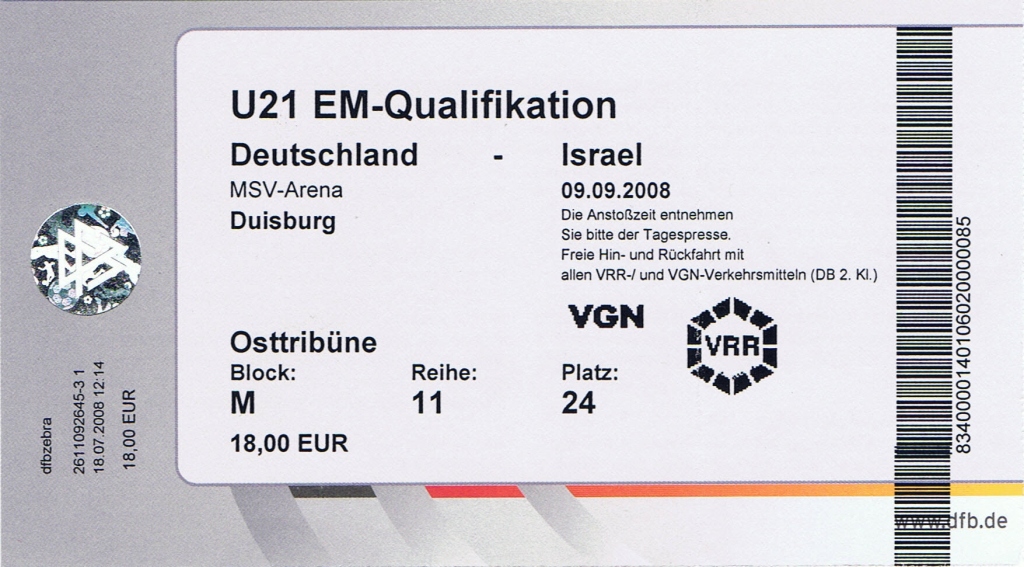 U21 EM-Qualifikation
Deutschland - Israel
MSV-Arena 09.09.2008
Duisburg
Die Anstoßzeit entnehmen
Sie bitte der Tagespresse.
Freie Hin- und Rückfahrt mit
allen VRR-/ und VGN-Verkehrsmitteln (DB 2. Kl.)
VGN VRR
Osttribüne
Block: Reihe: Platz:
M 11 24
18,00 EUR
dfbzebra
2611092645-3 1
18.07.2008 12:14
18,00 EUR
834000014010602000085
www.dfb.de